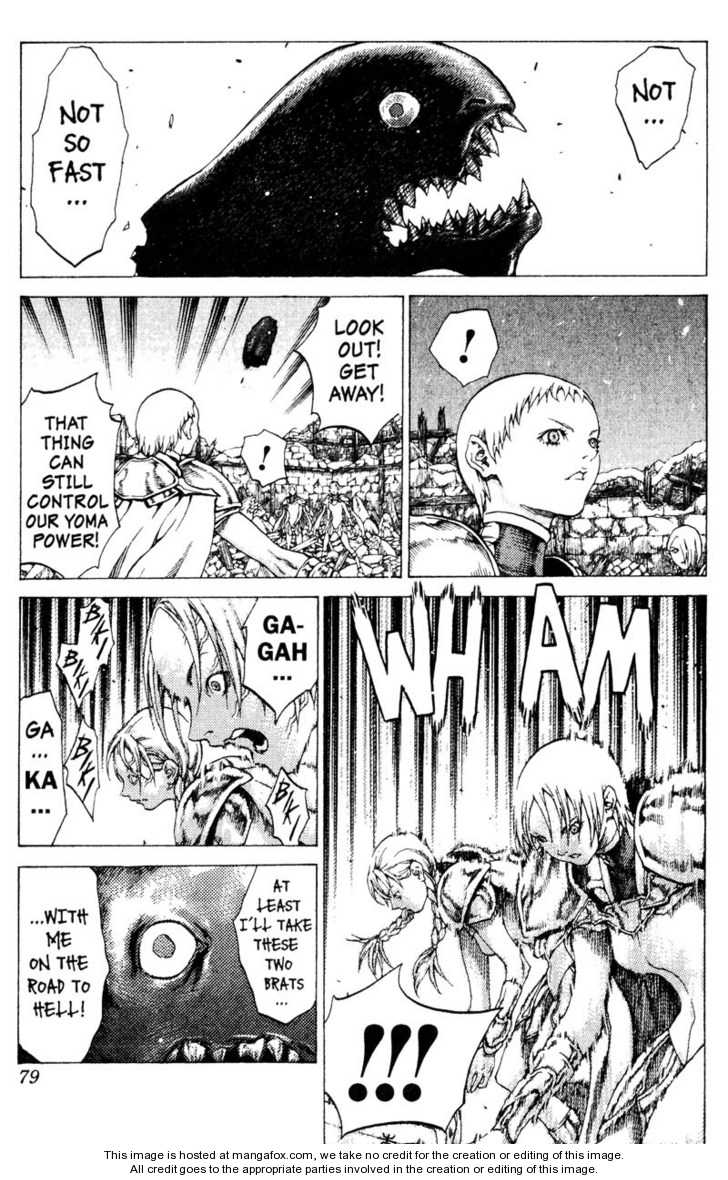 NOT
...
NOT
SO
FAST
...
!
LOOK
OUT!
GET
AWAY!
!
THAT
THING
CAN
STILL
CONTROL
OUR YOMA
POWER!
WHAM
!!!
GA-
GAH
...
BIKI
BIKI
BIKI
BIKI
GA
...
KA
...
AT
LEAST
I'LL TAKE
THESE
TWO
BRATS
...
...WITH
ME
ON THE
ROAD TO
HELL!
79
This image is hosted at mangafox.com, we take no credit for the creation or editing of this image.
All credit goes to the appropriate parties involved in the creation or editing of this image.